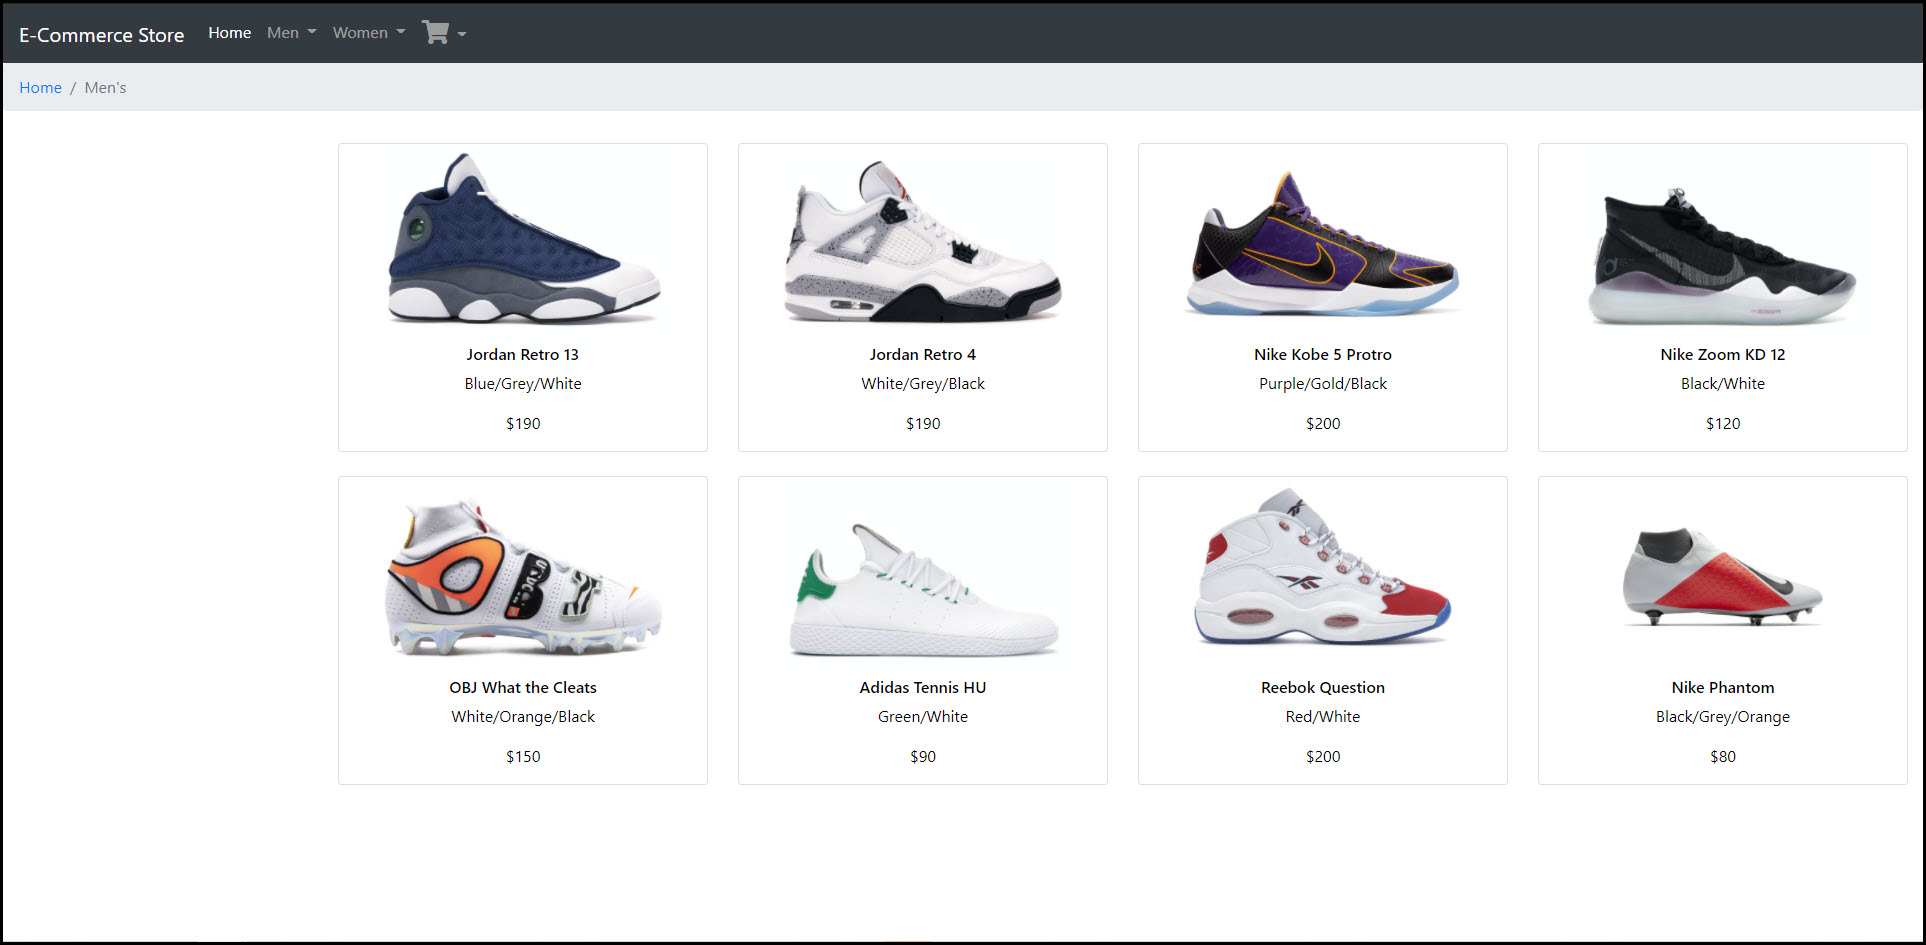 E-Commerce Store Home Men Women
Home / Men's
Jordan Retro 13
Blue/Grey/White
$190
Jordan Retro 4
White/Grey/Black
$190
Nike Kobe 5 Protro
Purple/Gold/Black
$200
Nike Zoom KD 12
Black/White
$120
OBJ What the Cleats
White/Orange/Black
$150
Adidas Tennis HU
Green/White
$90
Reebok Question
Red/White
$200
Nike Phantom
Black/Grey/Orange
$80